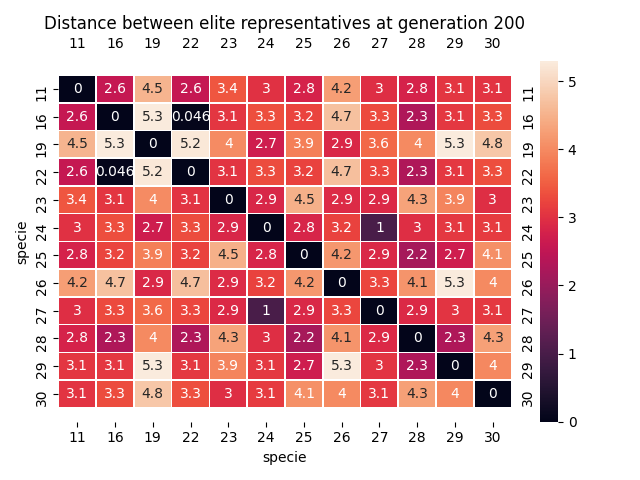 Distance between elite representatives at generation 200
11 16 19 22 23 24 25 26 27 28 29 30
11 0 2.6 4.5 2.6 3.4 3 2.8 4.2 3 2.8 3.1 3.1 11
16 2.6 0 5.3 0.046 3.1 3.3 3.2 4.7 3.3 2.3 3.1 3.3 16
19 4.5 5.3 0 5.2 4 2.7 3.9 2.9 3.6 4 5.3 4.8 19
22 2.6 0.046 5.2 0 3.1 3.3 3.2 4.7 3.3 2.3 3.1 3.3 22
23 3.4 3.1 4 3.1 0 2.9 4.5 2.9 2.9 4.3 3.9 3 23
24 3 3.3 2.7 3.3 2.9 0 2.8 3.2 1 3 3.1 3.1 24
25 2.8 3.2 3.9 3.2 4.5 2.8 0 4.2 2.9 2.2 2.7 4.1 25
26 4.2 4.7 2.9 4.7 2.9 3.2 4.2 0 3.3 4.1 5.3 4 26
27 3 3.3 3.6 3.3 2.9 1 2.9 3.3 0 2.9 3 3.1 27
28 2.8 2.3 4 2.3 4.3 3 2.2 4.1 2.9 0 2.3 4.3 28
29 3.1 3.1 5.3 3.1 3.9 3.1 2.7 5.3 3 2.3 0 4 29
30 3.1 3.3 4.8 3.3 3 3.1 4.1 4 3.1 4.3 4 0 30
11 16 19 22 23 24 25 26 27 28 29 30
specie
specie
5
4
3
2
1
0